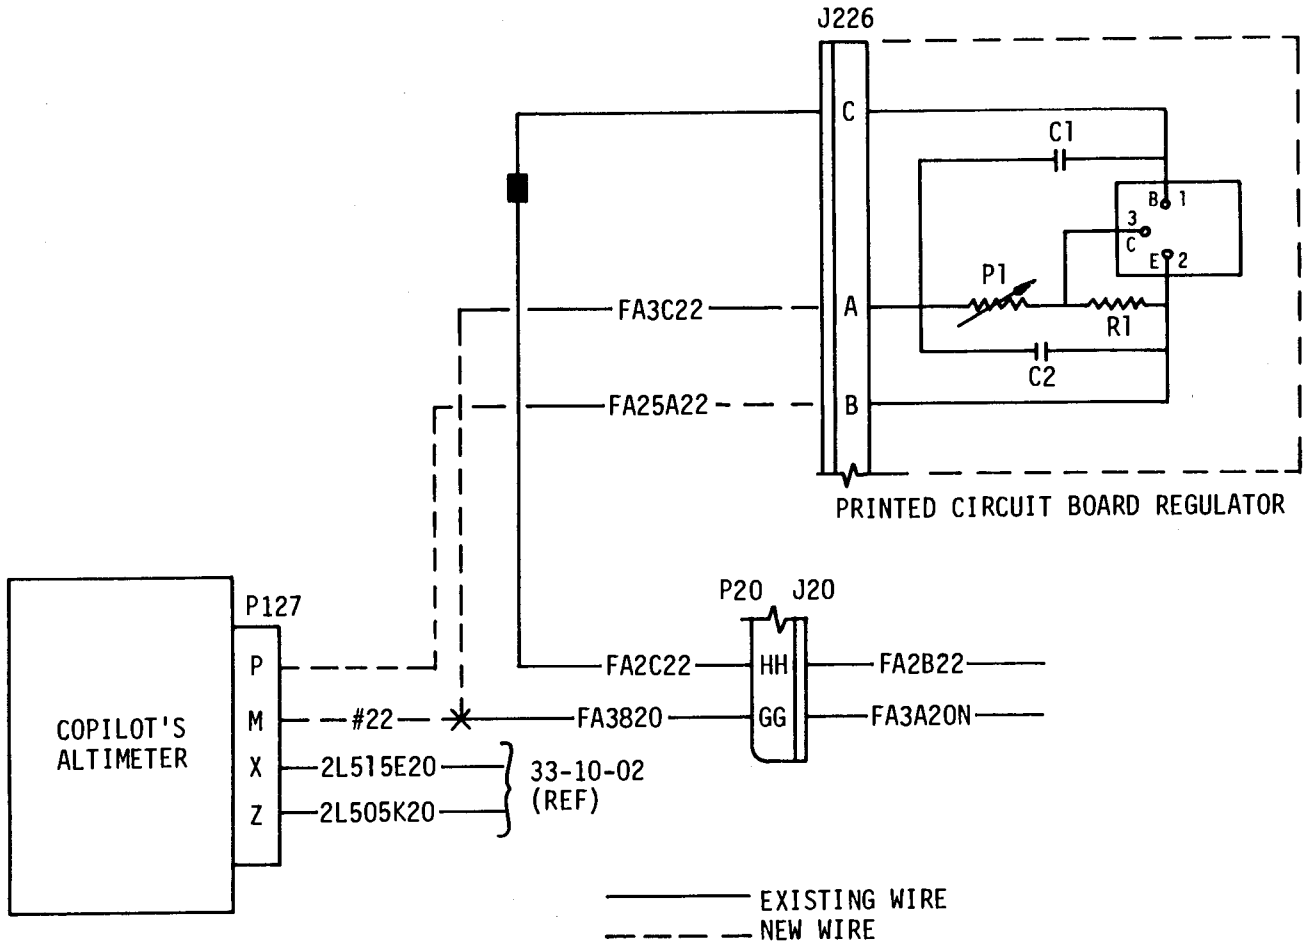 J226
C
C1
B 1
3
C
E 2
P1
FA3C22
A
R1
C2
FA25A22
B
PRINTED CIRCUIT BOARD REGULATOR
P20 J20
P127
P
FA2C22
HH
FA2B22
M
#22
FA3820
GG
FA3A20N
COPILOT'S
ALTIMETER
X
2L515E20
33-10-02
(REF)
Z
2L505K20
EXISTING WIRE
NEW WIRE